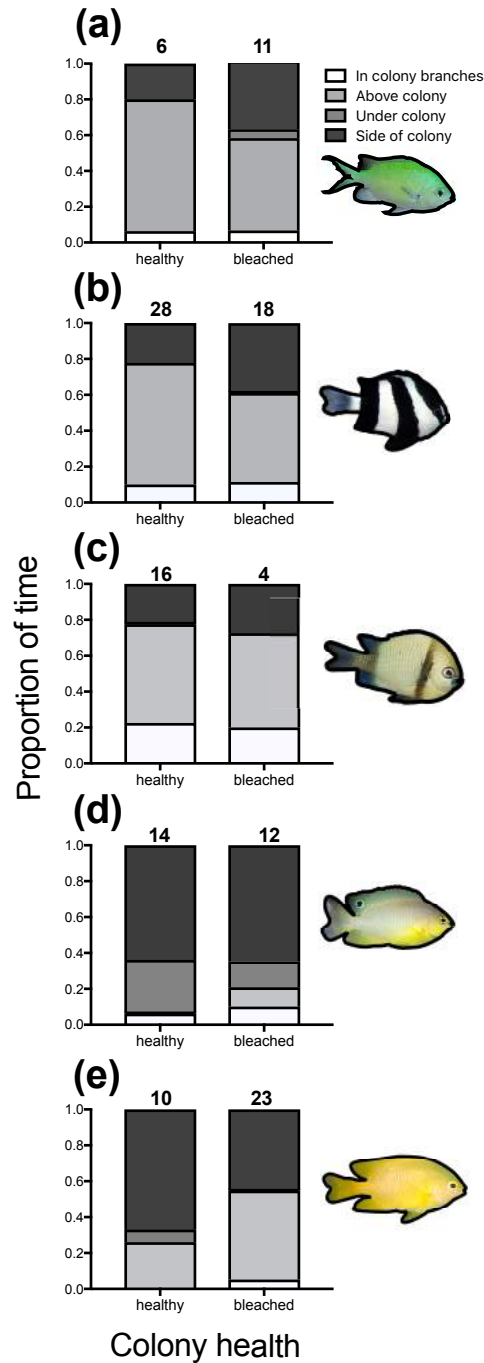 (a)
6 11
1.0
0.8
0.6
0.4
0.2
0.0
healthy bleached
In colony branches
Above colony
Under colony
Side of colony
(b)
28 18
1.0
0.8
0.6
0.4
0.2
0.0
healthy bleached
(c)
16 4
1.0
0.8
0.6
0.4
0.2
0.0
healthy bleached
Proportion of time
(d)
14 12
1.0
0.8
0.6
0.4
0.2
0.0
healthy bleached
(e)
10 23
1.0
0.8
0.6
0.4
0.2
0.0
healthy bleached
Colony health